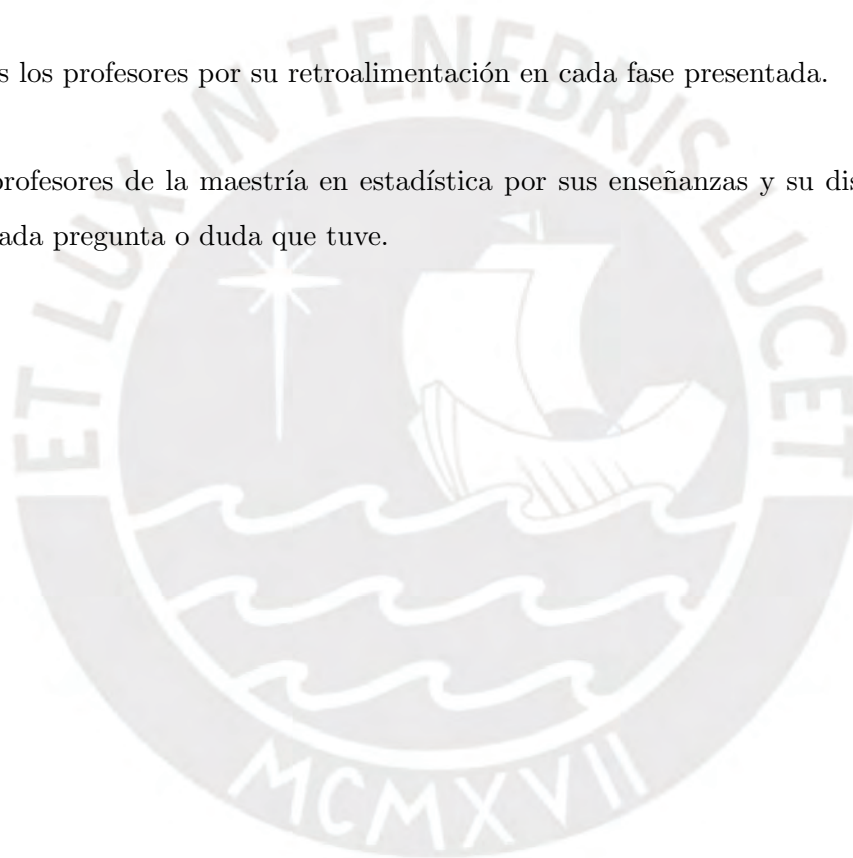 s los profesores por su retroalimentación en cada fase presentada.
profesores de la maestría en estadística por sus enseñanzas y su dis
ada pregunta o duda que tuve.
ET LUX IN TENEBRIS LUCET
MCMXVII